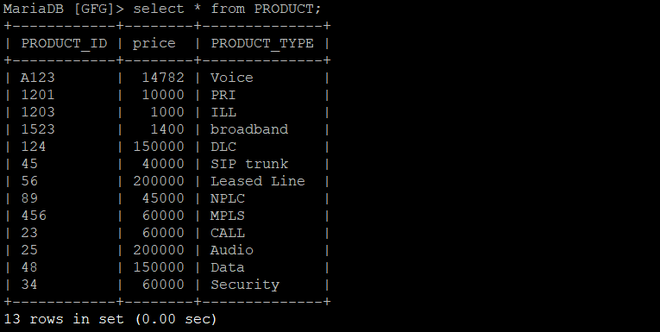 MariaDB [GFG]> select * from PRODUCT;
+------------+--------+--------------+
| PRODUCT_ID | price  | PRODUCT_TYPE |
+------------+--------+--------------+
| A123       |  14782 | Voice        |
| 1201       |  10000 | PRI          |
| 1203       |   1000 | ILL          |
| 1523       |   1400 | broadband    |
| 124        | 150000 | DLC          |
| 45         |  40000 | SIP trunk    |
| 56         | 200000 | Leased Line  |
| 89         |  45000 | NPLC         |
| 456        |  60000 | MPLS         |
| 23         |  60000 | CALL         |
| 25         | 200000 | Audio        |
| 48         | 150000 | Data         |
| 34         |  60000 | Security     |
+------------+--------+--------------+
13 rows in set (0.00 sec)